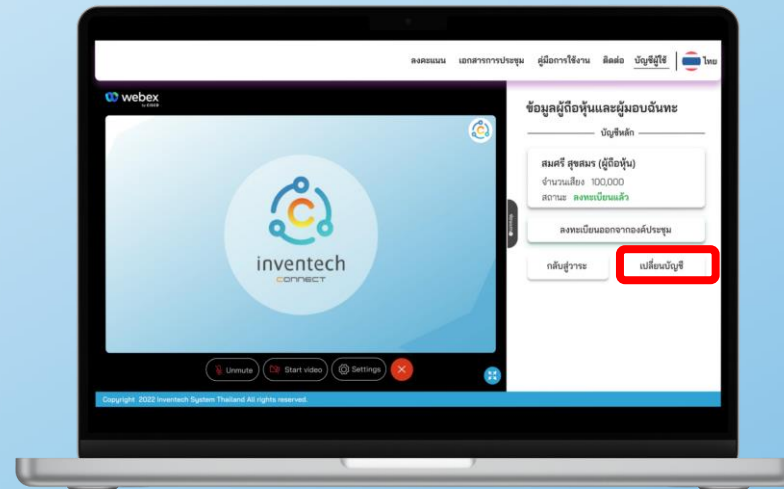 ลงคะแนน เอกสารการประชุม คู่มือการใช้งาน ติดต่อ บัญชีผู้ใช้ ไทย
webex
by CISCO
ข้อมูลผู้ถือหุ้นและผู้มอบฉันทะ
บัญชีหลัก
สมศรี สุขสมร (ผู้ถือหุ้น)
จำนวนเสียง 100,000
สถานะ ลงทะเบียนแล้ว
ลงทะเบียนออกจากองค์ประชุม
กลับสู่วาระ เปลี่ยนบัญชี
inventech
CONNECT
Unmute Start video Settings
Copyright 2022 Inventech System Thailand All rights reserved.